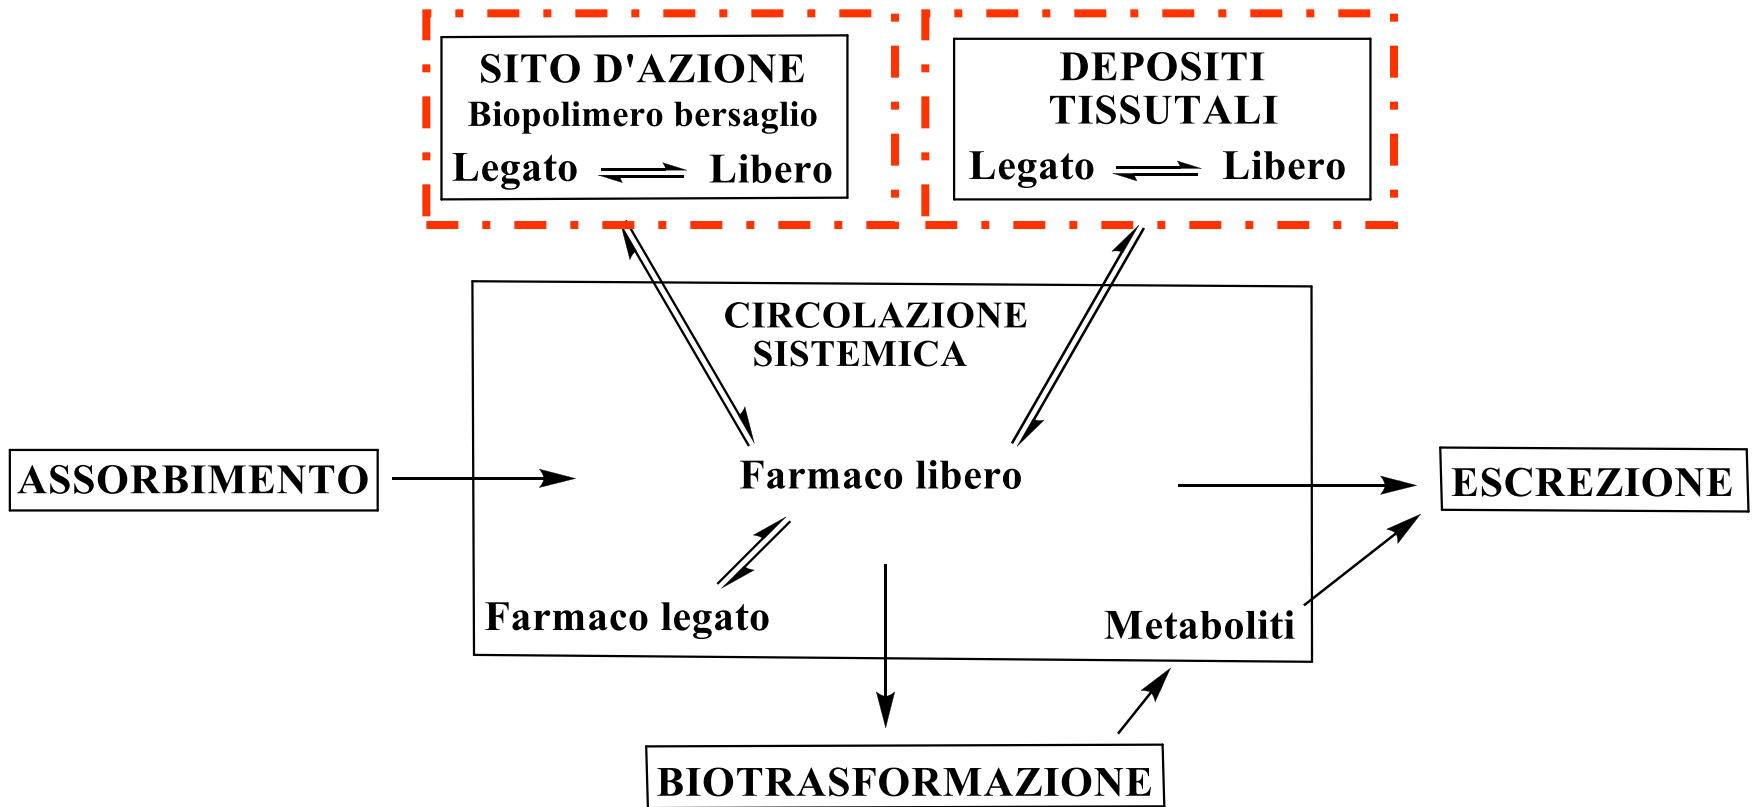 SITO D'AZIONE
Biopolimero bersaglio
Legato Libero
DEPOSITI
TISSUTALI
Legato Libero
CIRCOLAZIONE
SISTEMICA
ASSORBIMENTO
Farmaco libero
ESCREZIONE
Farmaco legato
Metaboliti
BIOTRASFORMAZIONE